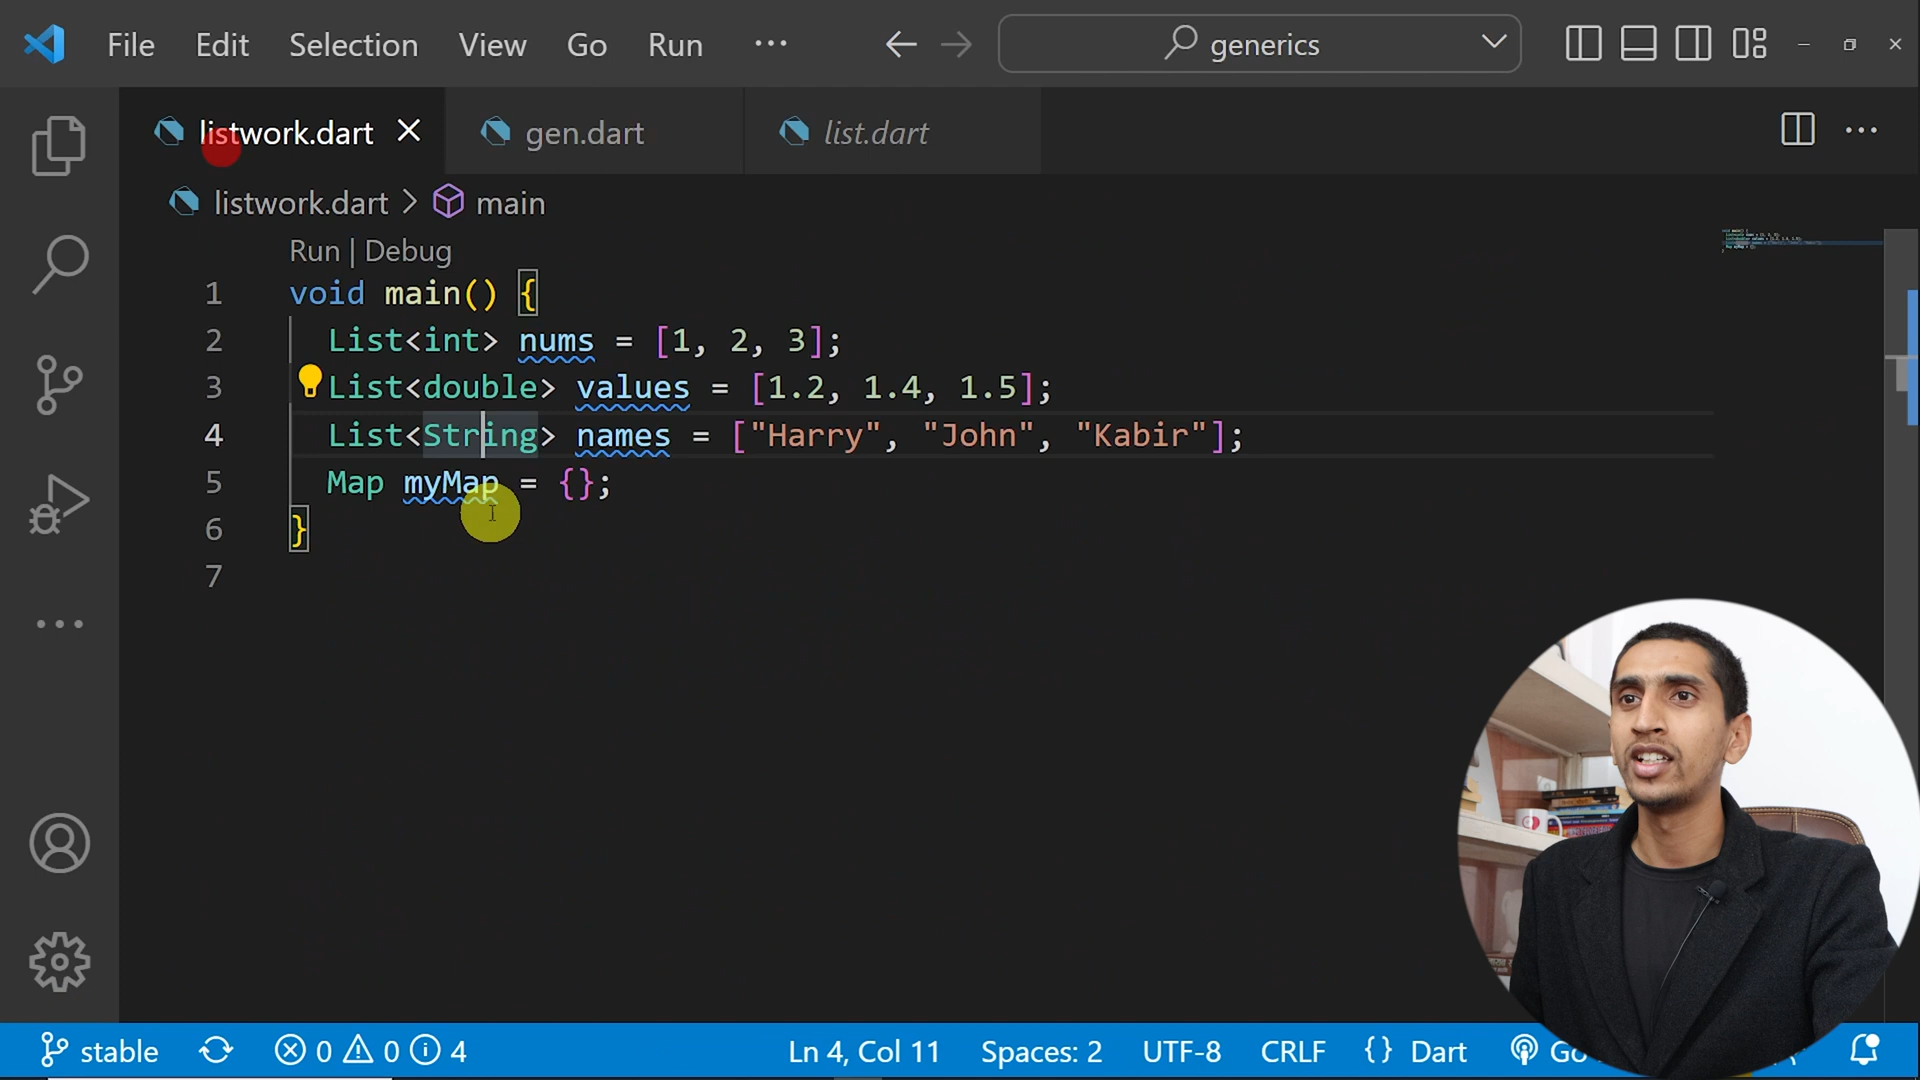 File Edit Selection View Go Run ··· generics
listwork.dart gen.dart list.dart
listwork.dart > main
Run | Debug
1 void main() {
2 List<int> nums = [1, 2, 3];
3 List<double> values = [1.2, 1.4, 1.5];
4 List<String> names = ["Harry", "John", "Kabir"];
5 Map myMap = {};
6 }
7
stable 0 0 4 Ln 4, Col 11 Spaces: 2 UTF-8 CRLF {} Dart Go